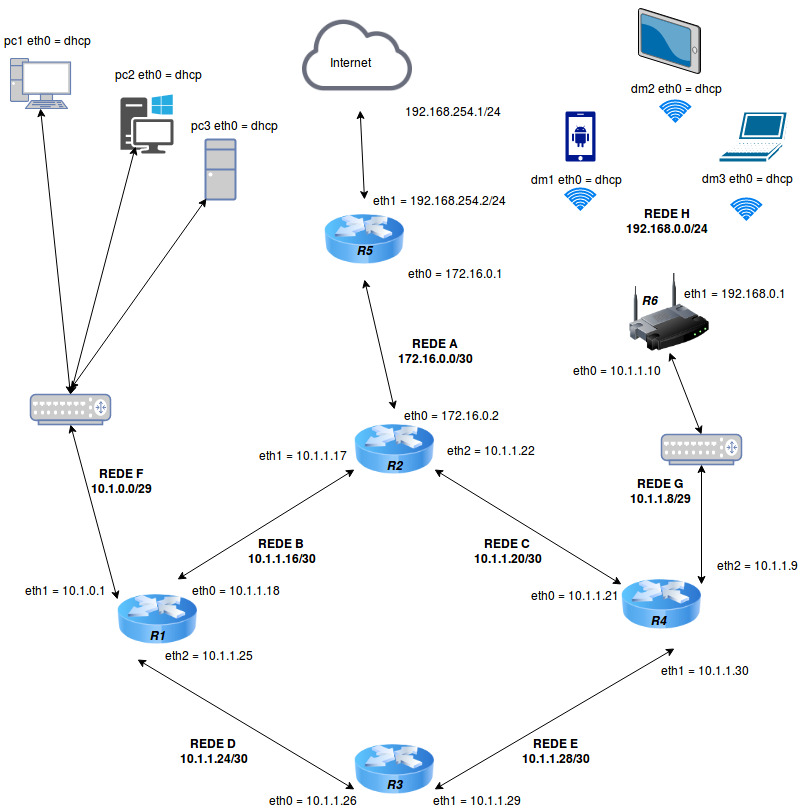 pc1 eth0 = dhcp
pc2 eth0 = dhcp
pc3 eth0 = dhcp
Internet
192.168.254.1/24
dm2 eth0 = dhcp
dm1 eth0 = dhcp
dm3 eth0 = dhcp
REDE H
192.168.0.0/24
eth1 = 192.168.254.2/24
R5
eth0 = 172.16.0.1
R6
eth1 = 192.168.0.1
REDE A
172.16.0.0/30
eth0 = 10.1.1.10
eth0 = 172.16.0.2
eth1 = 10.1.1.17
eth2 = 10.1.1.22
R2
REDE F
10.1.0.0/29
REDE G
10.1.1.8/29
REDE B
10.1.1.16/30
REDE C
10.1.1.20/30
eth2 = 10.1.1.9
eth1 = 10.1.0.1
eth0 = 10.1.1.18
eth0 = 10.1.1.21
R1
R4
eth2 = 10.1.1.25
eth1 = 10.1.1.30
REDE D
10.1.1.24/30
REDE E
10.1.1.28/30
R3
eth0 = 10.1.1.26
eth1 = 10.1.1.29